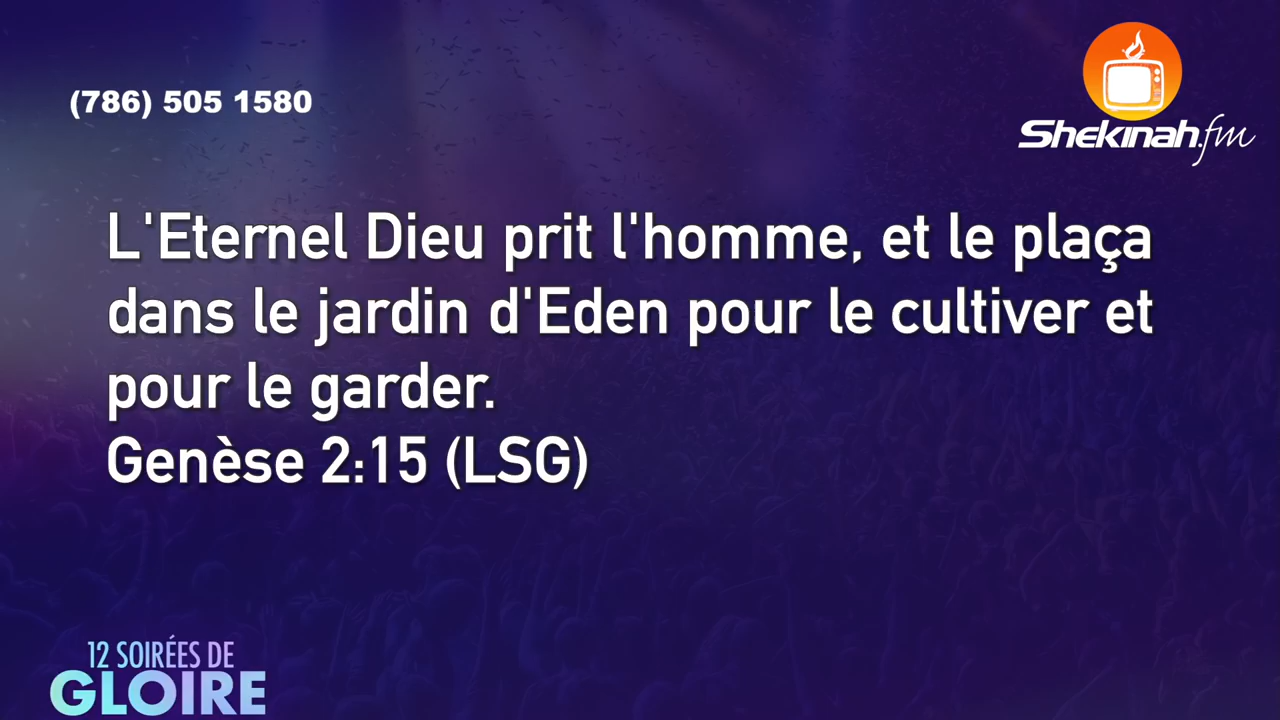 (786) 505 1580
Shekinah.fm
L'Eternel Dieu prit l'homme, et le plaça
dans le jardin d'Eden pour le cultiver et
pour le garder.
Genèse 2:15 (LSG)
12 SOIRÉES DE
GLOIRE